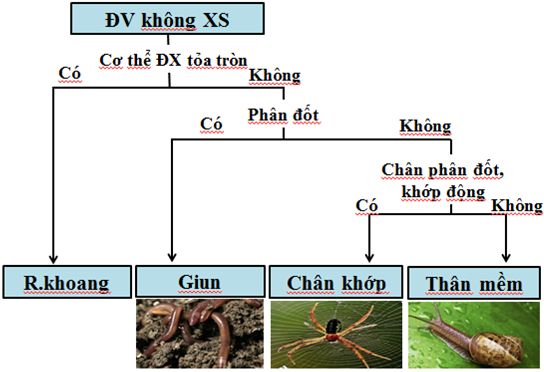 ĐV không XS
Cơ thể ĐX tỏa tròn
Có
Không
Phân đốt
Có
Không
Chân phân đốt,
khớp động
Có
Không
R.khoang
Giun
Chân khớp
Thân mềm